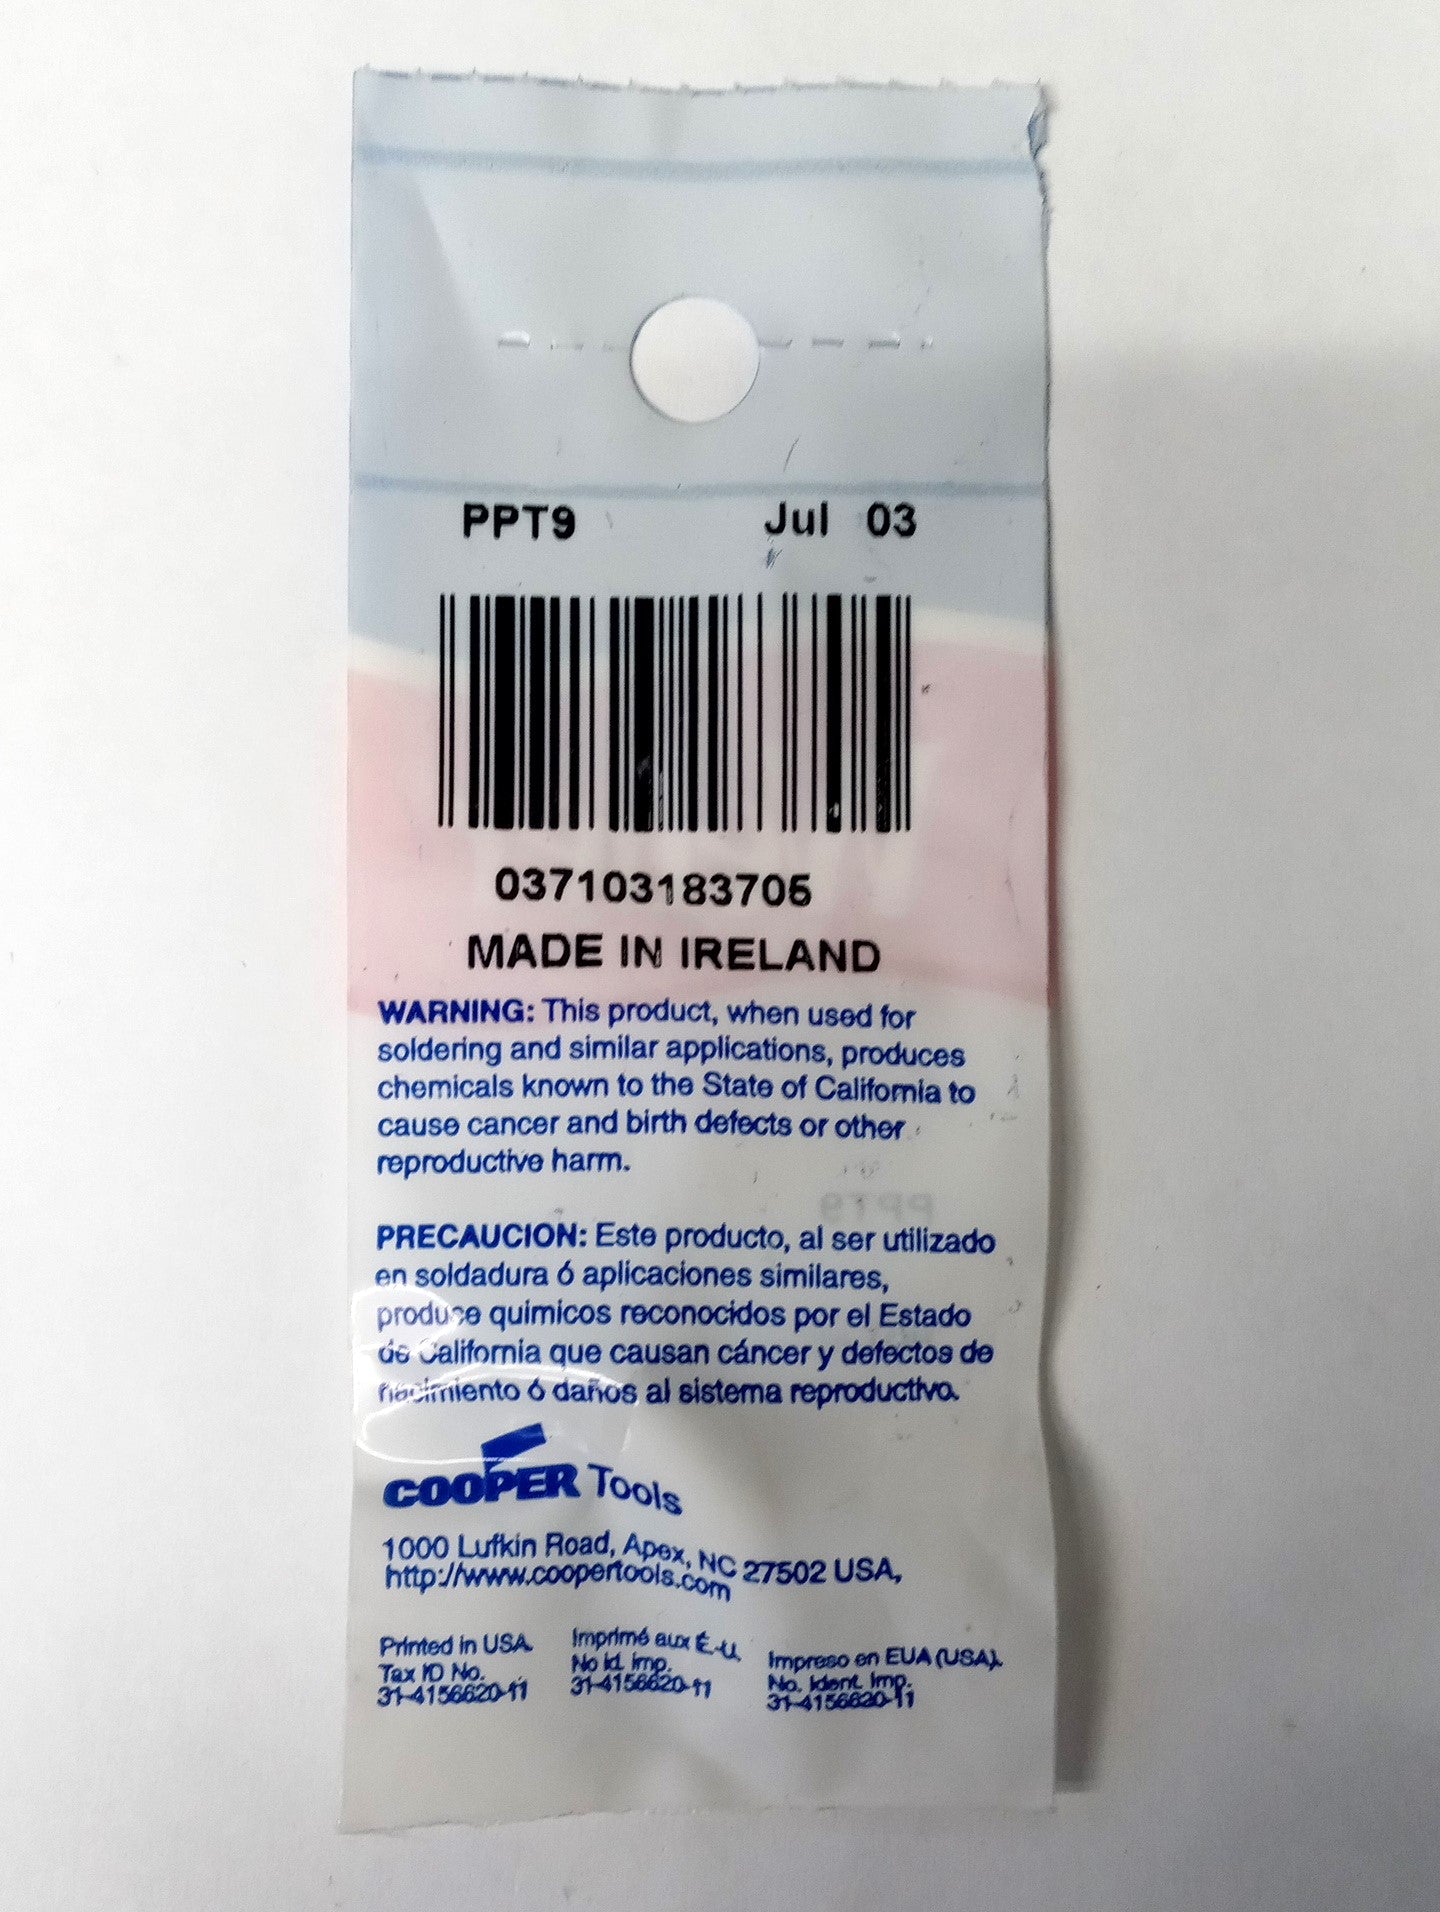 PPT9 Jul 03
037103183705
MADE IN IRELAND
WARNING: This product, when used for
soldering and similar applications, produces
chemicals known to the State of California to
cause cancer and birth defects or other
reproductive harm.
PRECAUCION: Este producto, al ser utilizado
en soldadura ó aplicaciones similares,
produce quimicos reconocidos por el Estado
de California que causan cáncer y defectos de
nacimiento ó daños al sistema reproductivo.
COOPER Tools
1000 Lufkin Road, Apex, NC 27502 USA,
http://www.coopertools.com
Printed in USA Imprimé aux É.-U. Impreso en EUA (USA).
Tax ID No. No Id. Imp. No. Ident. Imp.
31-4156620-11 31-4156620-11 31-4156620-11